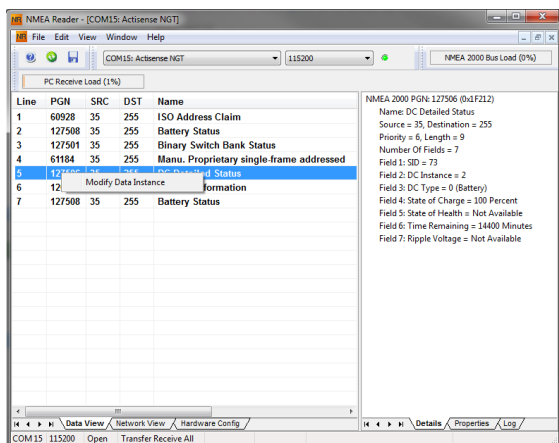 NMEA Reader - [COM15: Actisense NGT]
File Edit View Window Help
COM15: Actisense NGT 115200 NMEA 2000 Bus Load (0%)
PC Receive Load (1%)
Line PGN SRC DST Name
1 60928 35 255 ISO Address Claim
2 127508 35 255 Battery Status
3 127501 35 255 Binary Switch Bank Status
4 61184 35 255 Manu. Proprietary single-frame addressed
5 127506 35 255 DC Detailed Status
Modify Data Instance
6
7 127508 35 255 Battery Status
NMEA 2000 PGN: 127506 (0x1F212)
Name: DC Detailed Status
Source = 35, Destination = 255
Priority = 6, Length = 9
Number Of Fields = 7
Field 1: SID = 73
Field 2: DC Instance = 2
Field 3: DC Type = 0 (Battery)
Field 4: State of Charge = 100 Percent
Field 5: State of Health = Not Available
Field 6: Time Remaining = 14400 Minutes
Field 7: Ripple Voltage = Not Available
Data View Network View Hardware Config
Details Properties Log
COM15 115200 Open Transfer Receive All